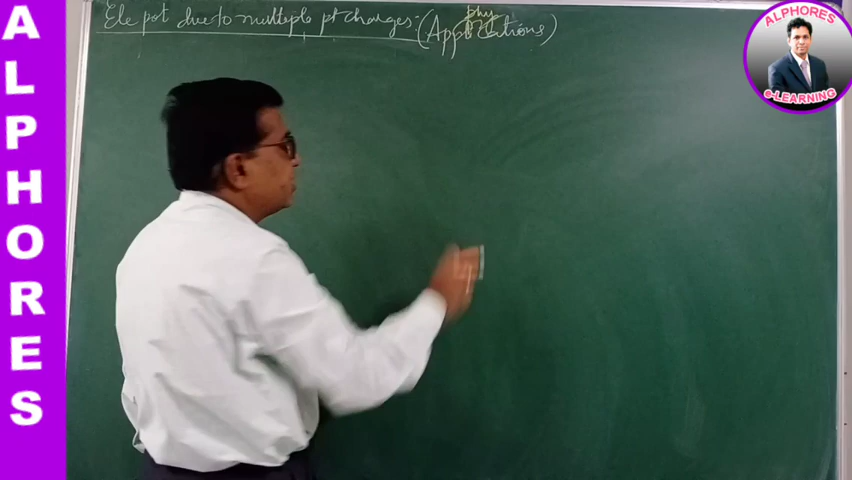 Ele pot due to multiple pt charges:- (Applications)
phy
ALPHORES
ALPHORES
e-LEARNING